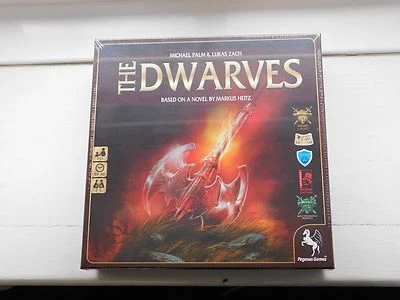 MICHAEL PALM & LUKAS ZACH
THE DWARVES
BASED ON A NOVEL BY MARKUS HEITZ
Pegasus Games